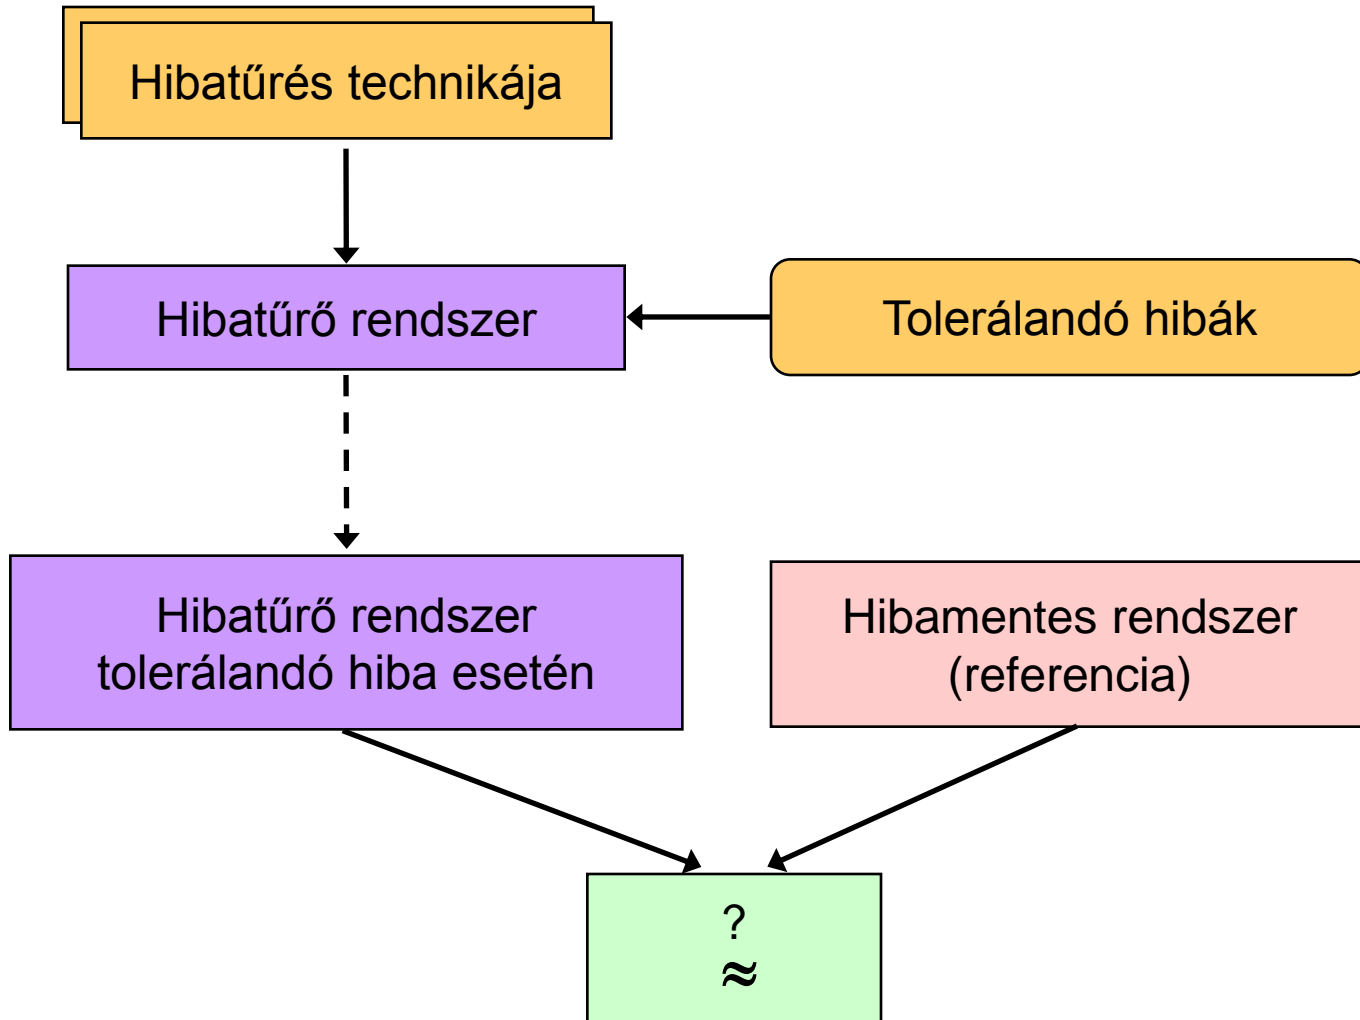 Hibatűrés technikája
Hibatűrő rendszer
Tolerálandó hibák
Hibatűrő rendszer
tolerálandó hiba esetén
Hibamentes rendszer
(referencia)
?
≈